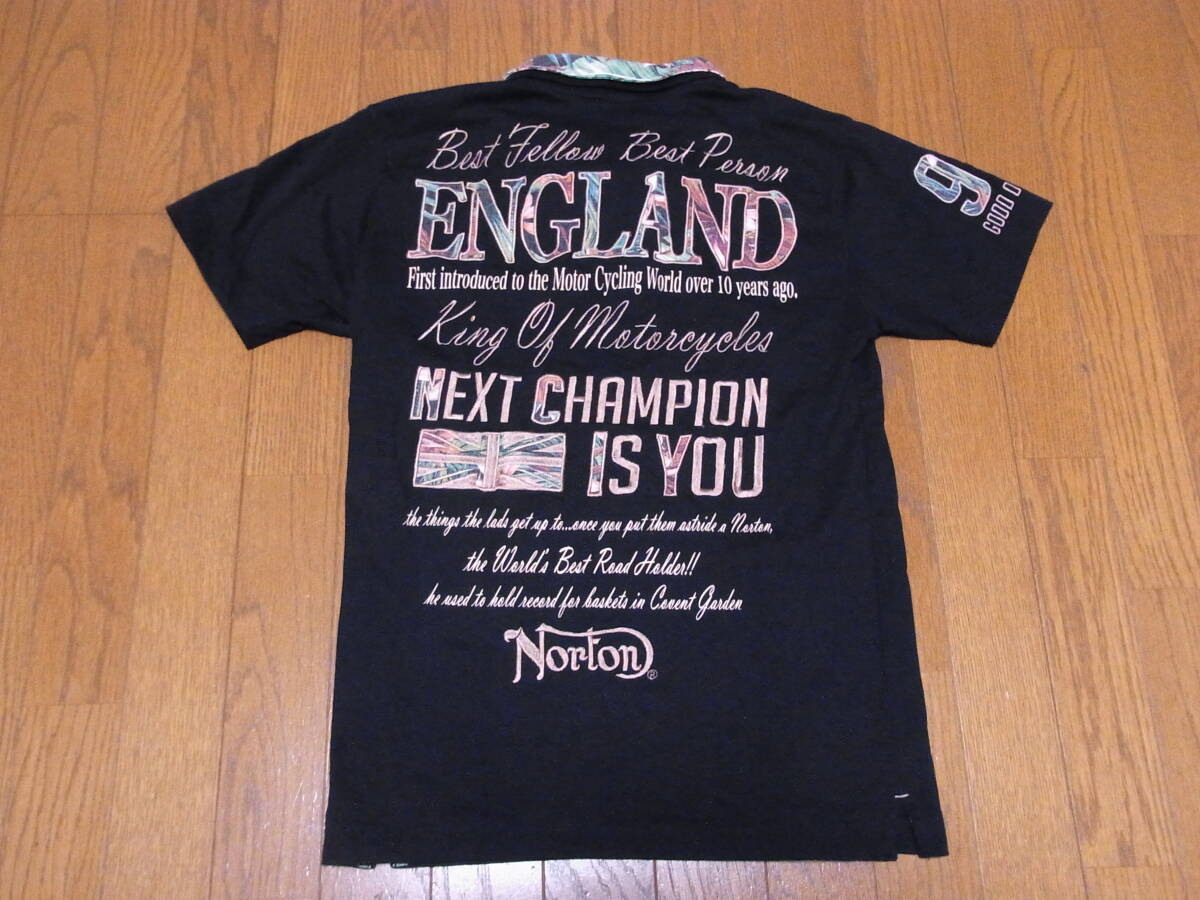 Best Fellow Best Person
ENGLAND
First introduced to the Motor Cycling World over 10 years ago.
King Of Motorcycles
NEXT CHAMPION
IS YOU
the things the lads get up to...once you put them astride a Norton,
the World's Best Road Holder!!
he used to hold record for baskets in Covent Garden
Norton®
9
GOOD